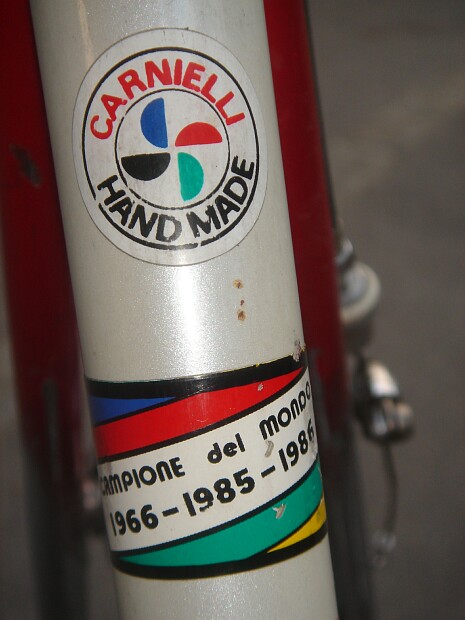 CARNIELLI
HAND MADE
CAMPIONE del MONDO
1966-1985-1986